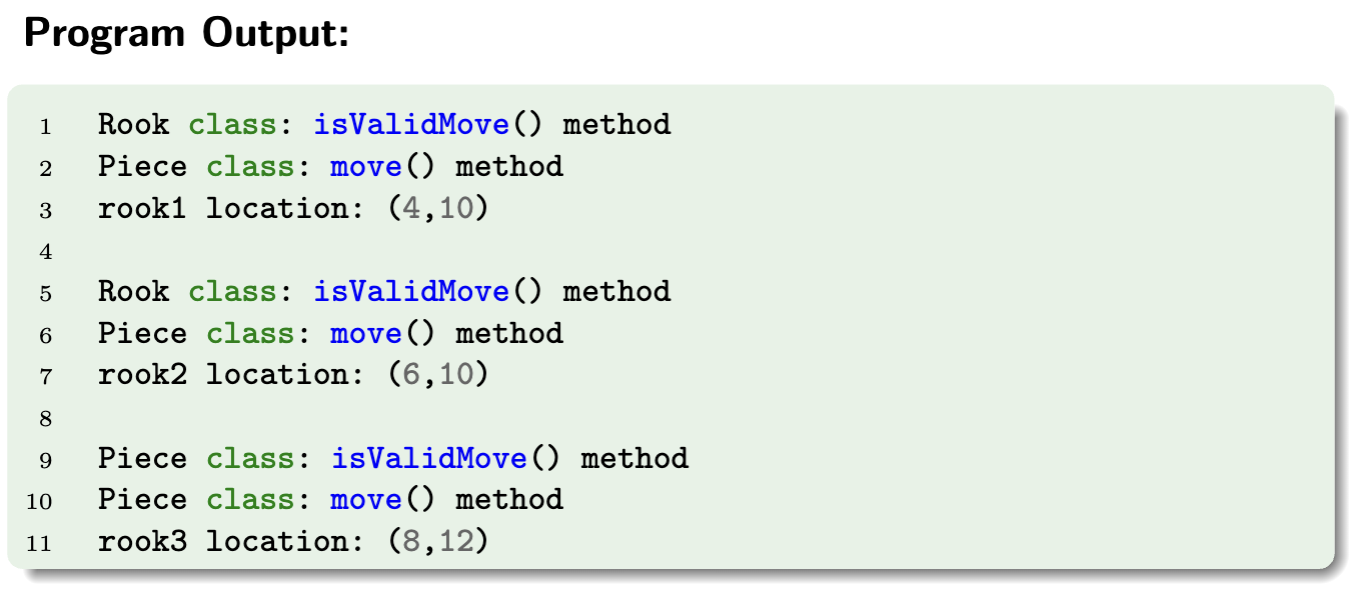 Program Output:
1 Rook class: isValidMove() method
2 Piece class: move() method
3 rook1 location: (4,10)
4
5 Rook class: isValidMove() method
6 Piece class: move() method
7 rook2 location: (6,10)
8
9 Piece class: isValidMove() method
10 Piece class: move() method
11 rook3 location: (8,12)